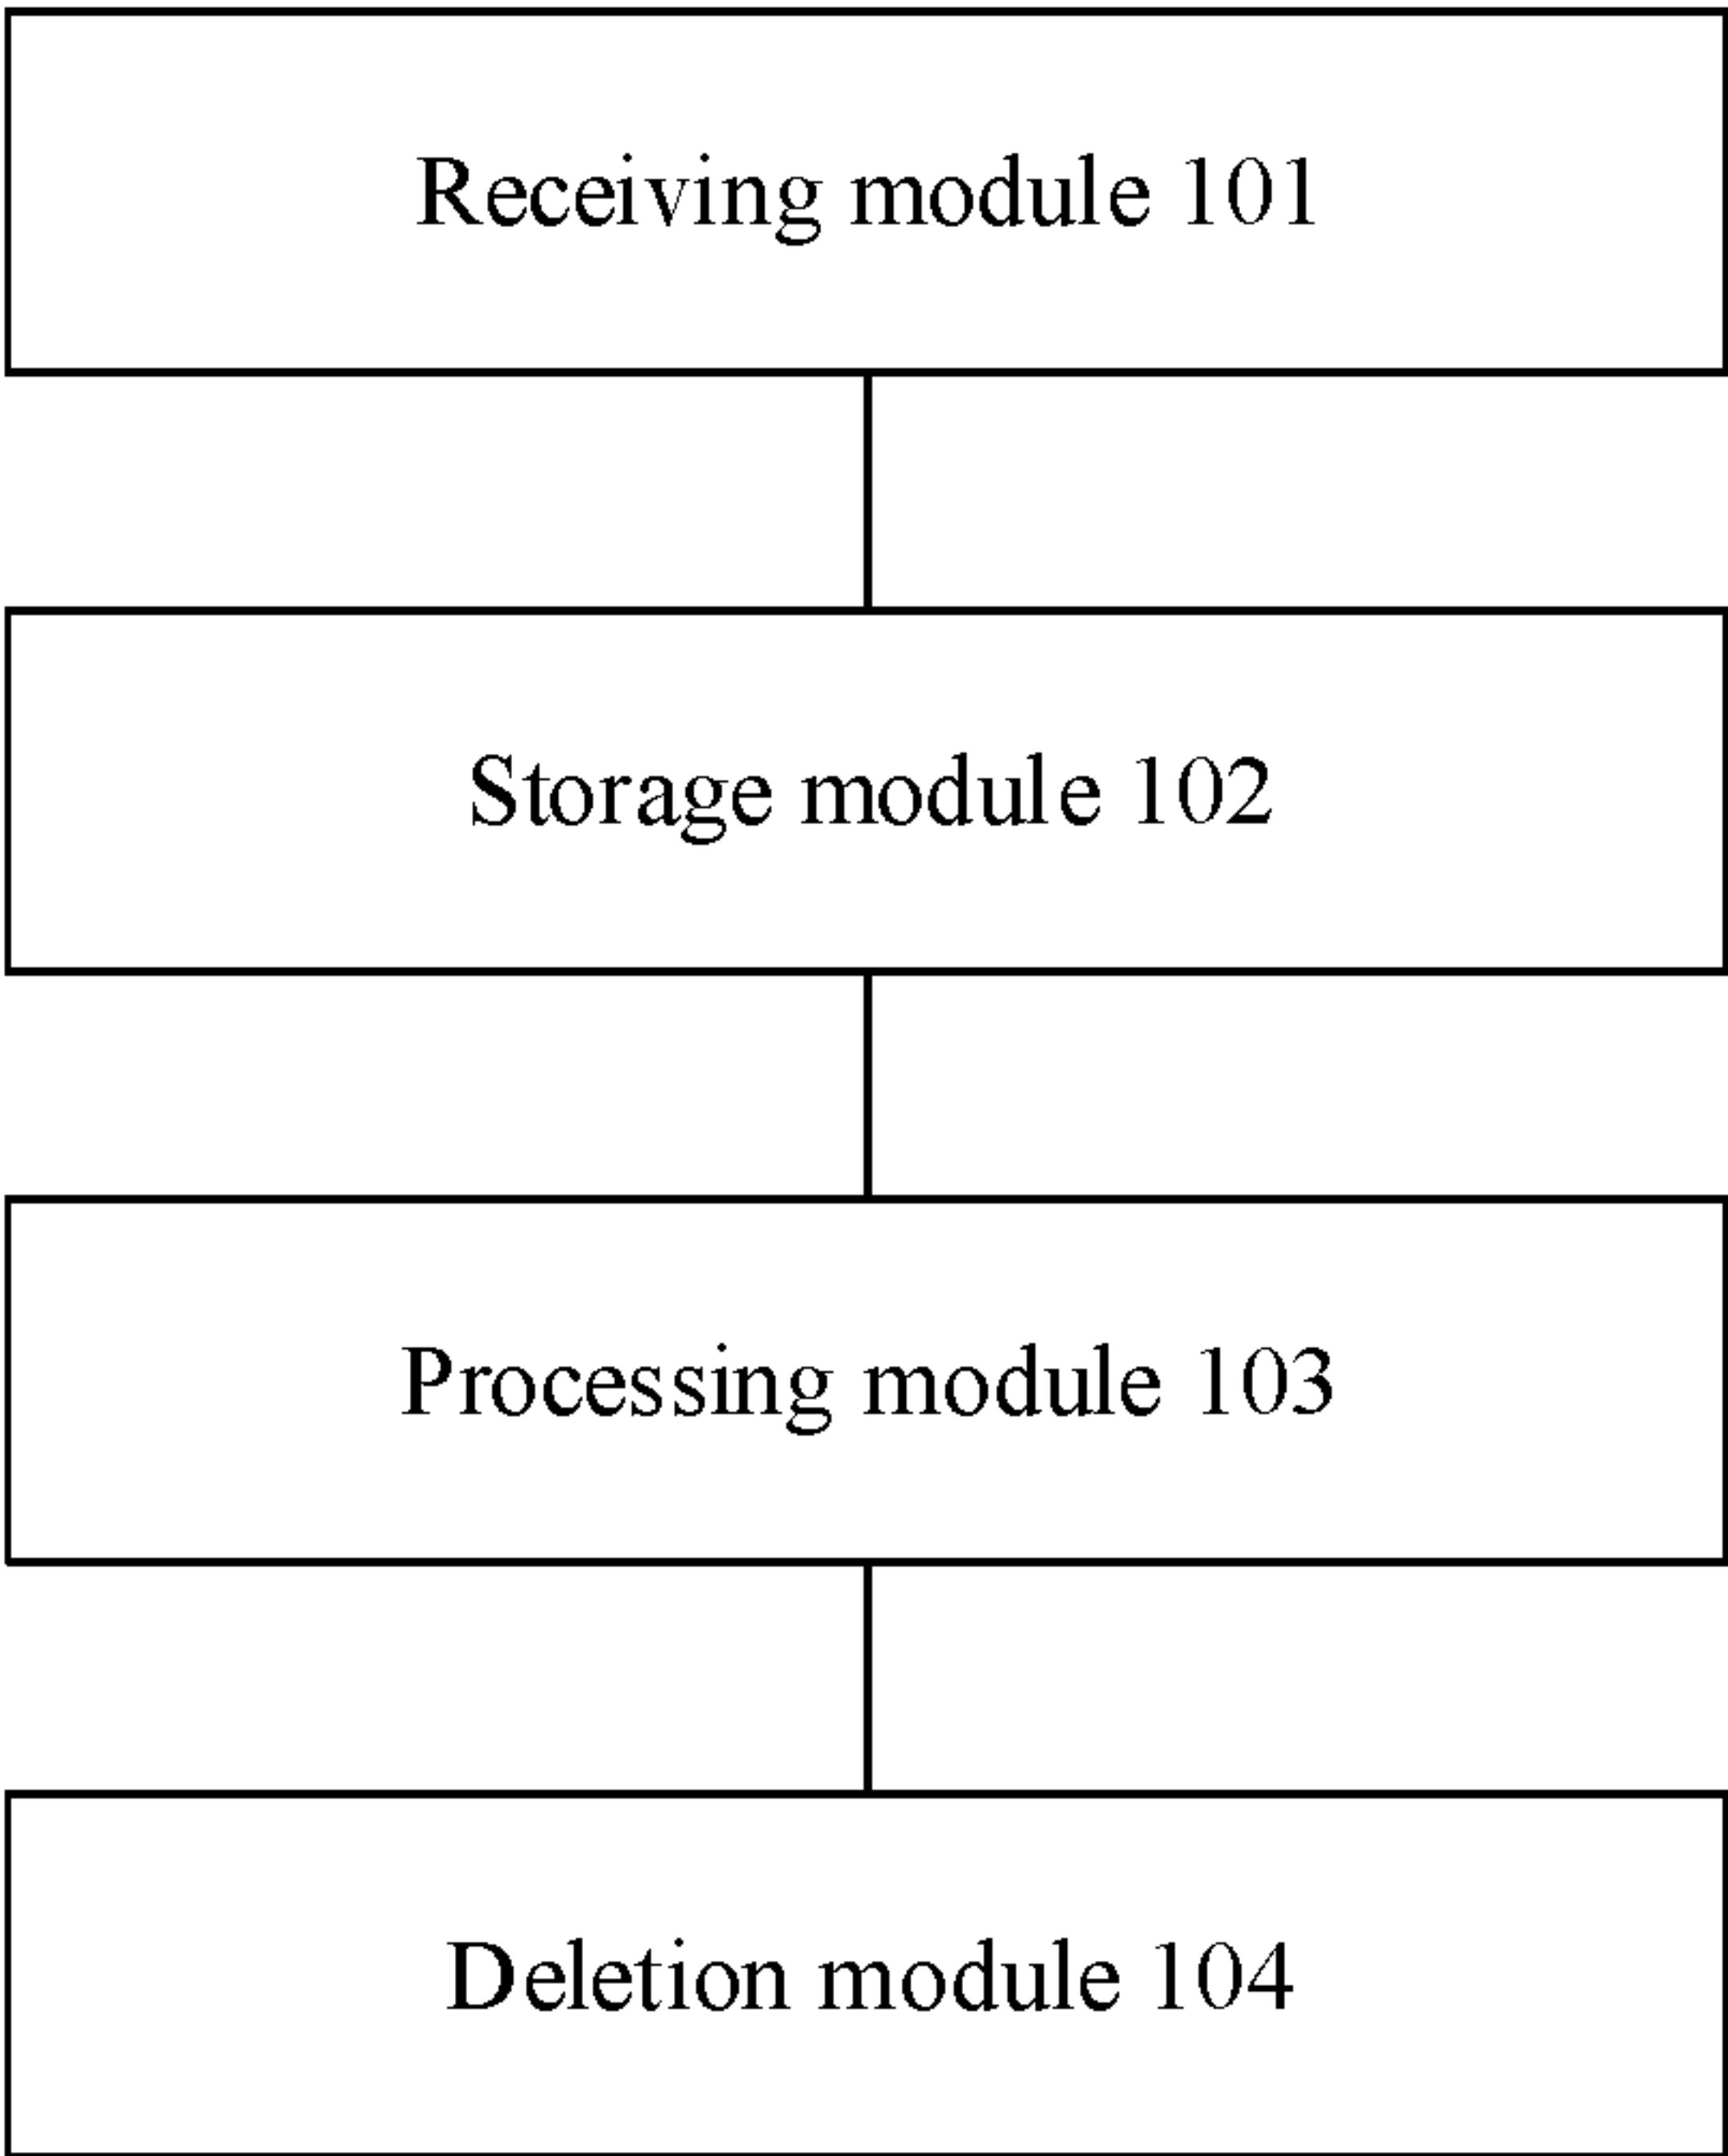 Receiving module 101
Storage module 102
Processing module 103
Deletion module 104